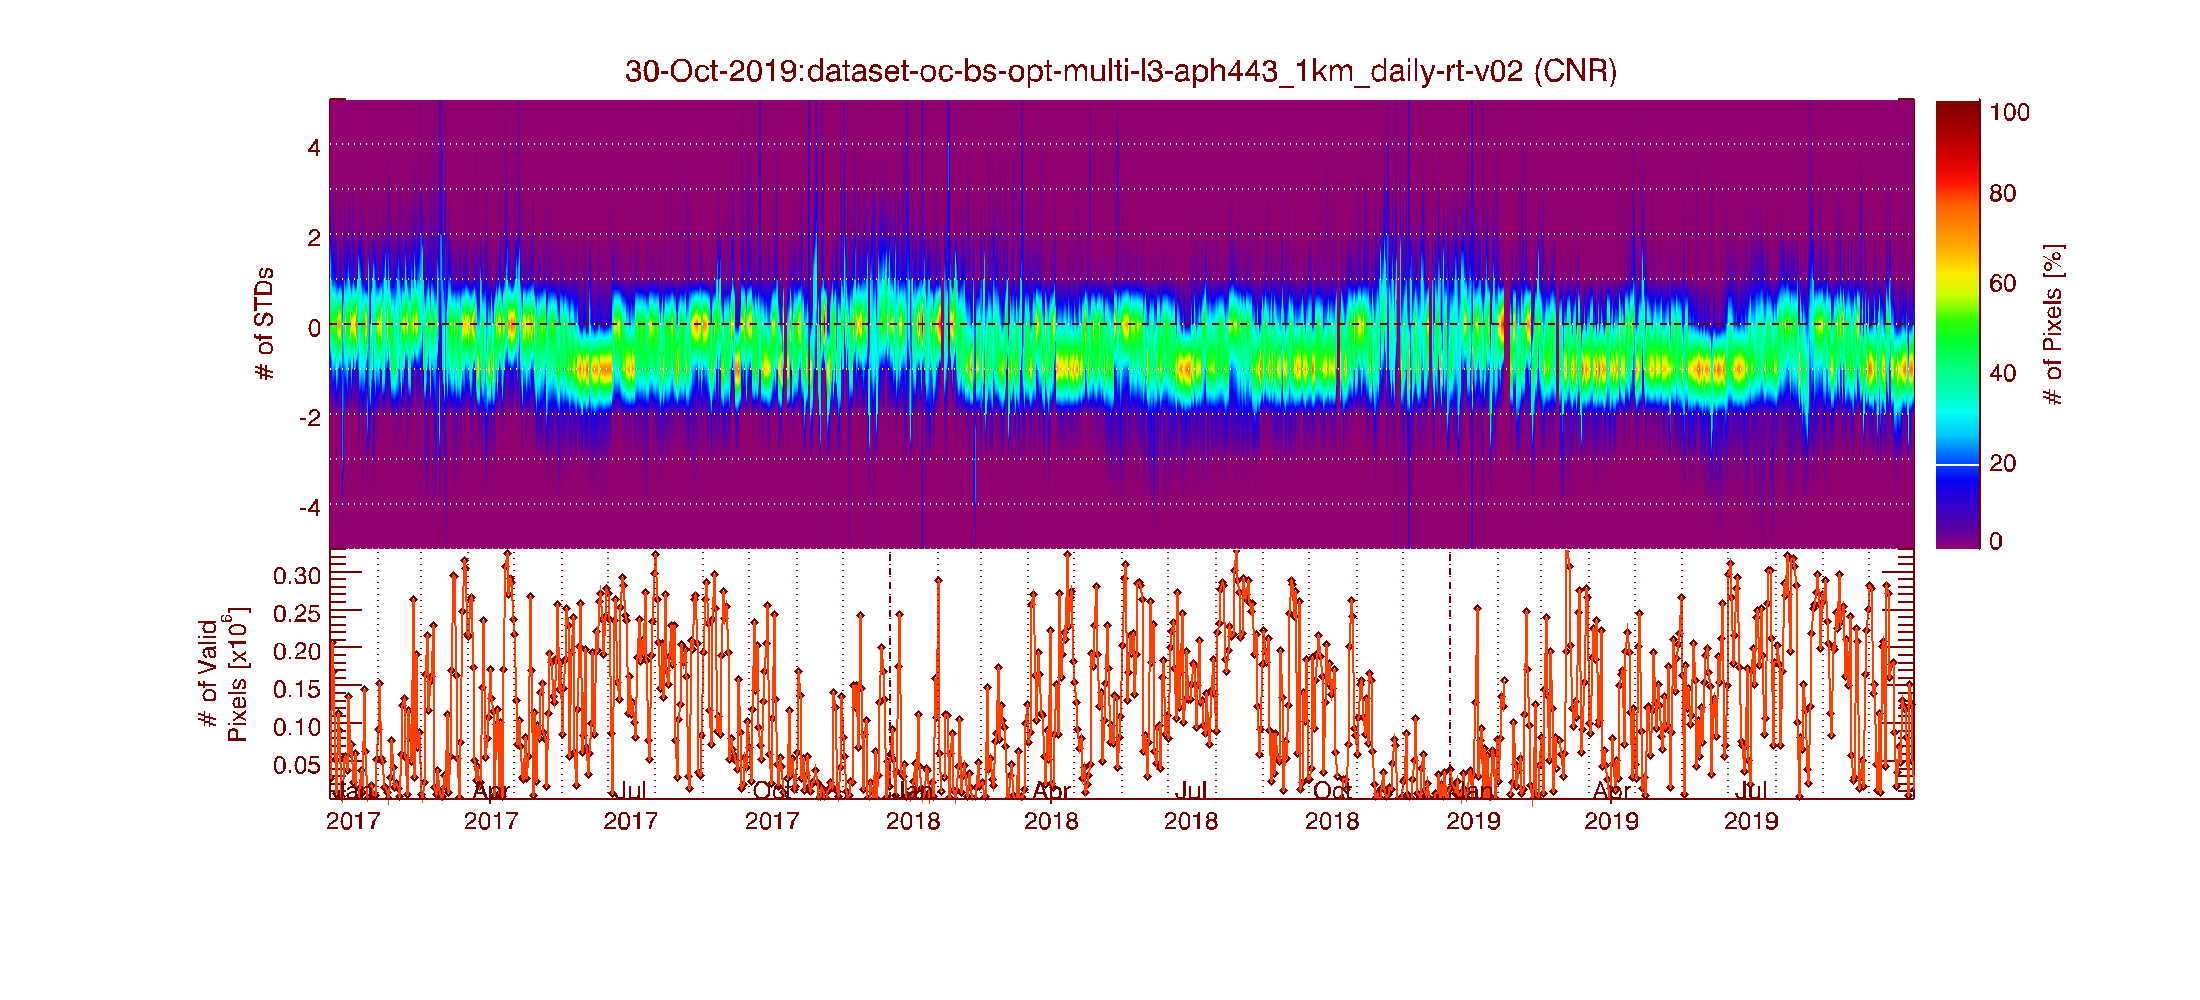 30-Oct-2019:dataset-oc-bs-opt-multi-l3-aph443_1km_daily-rt-v02 (CNR)
4
2
0
-2
-4
# of STDs
100
80
60
40
20
0
# of Pixels [%]
0.30
0.25
0.20
0.15
0.10
0.05
# of Valid
Pixels [x10⁶]
Jan Apr Jul Oct Jan Apr Jul Oct Jan Apr Jul
2017 2017 2017 2017 2018 2018 2018 2018 2019 2019 2019